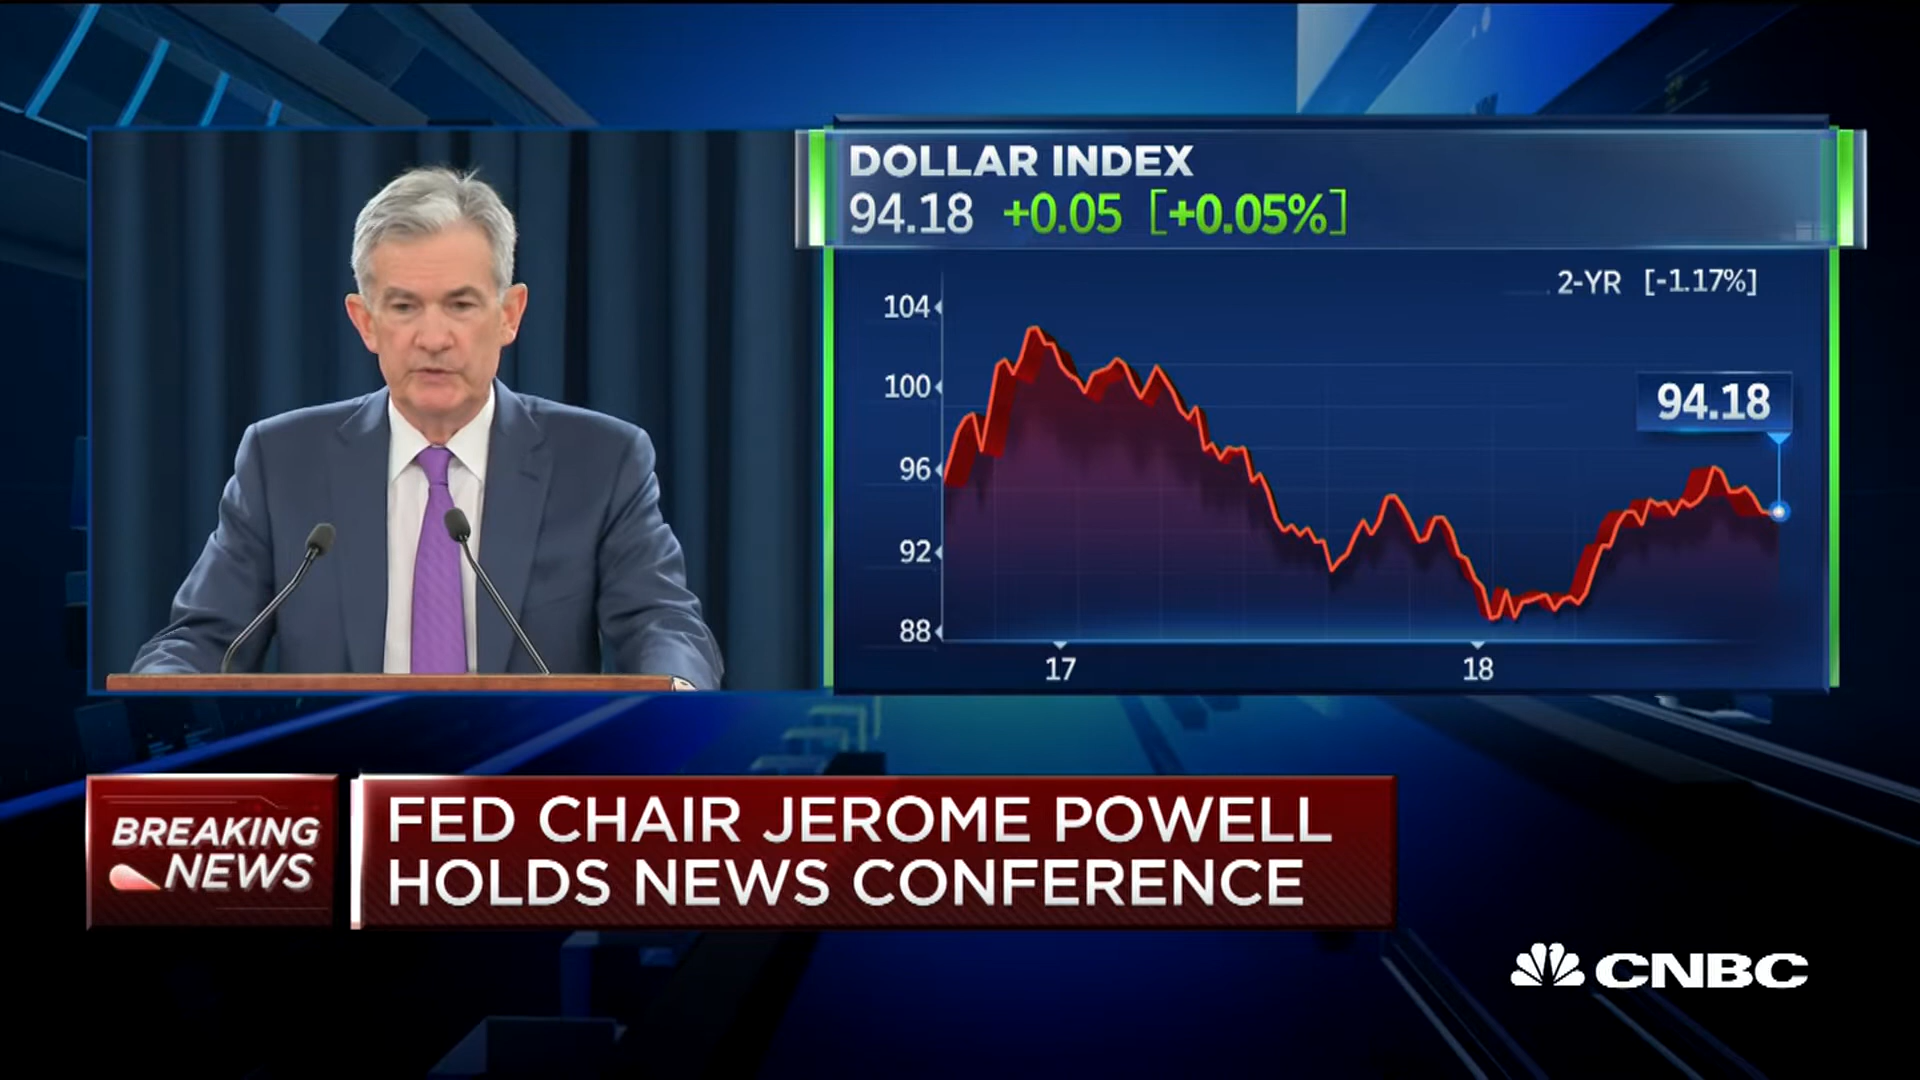 DOLLAR INDEX
94.18 +0.05 [+0.05%]
2-YR [-1.17%]
104
100
96
92
88
94.18
17 18
BREAKING
NEWS
FED CHAIR JEROME POWELL
HOLDS NEWS CONFERENCE
CNBC